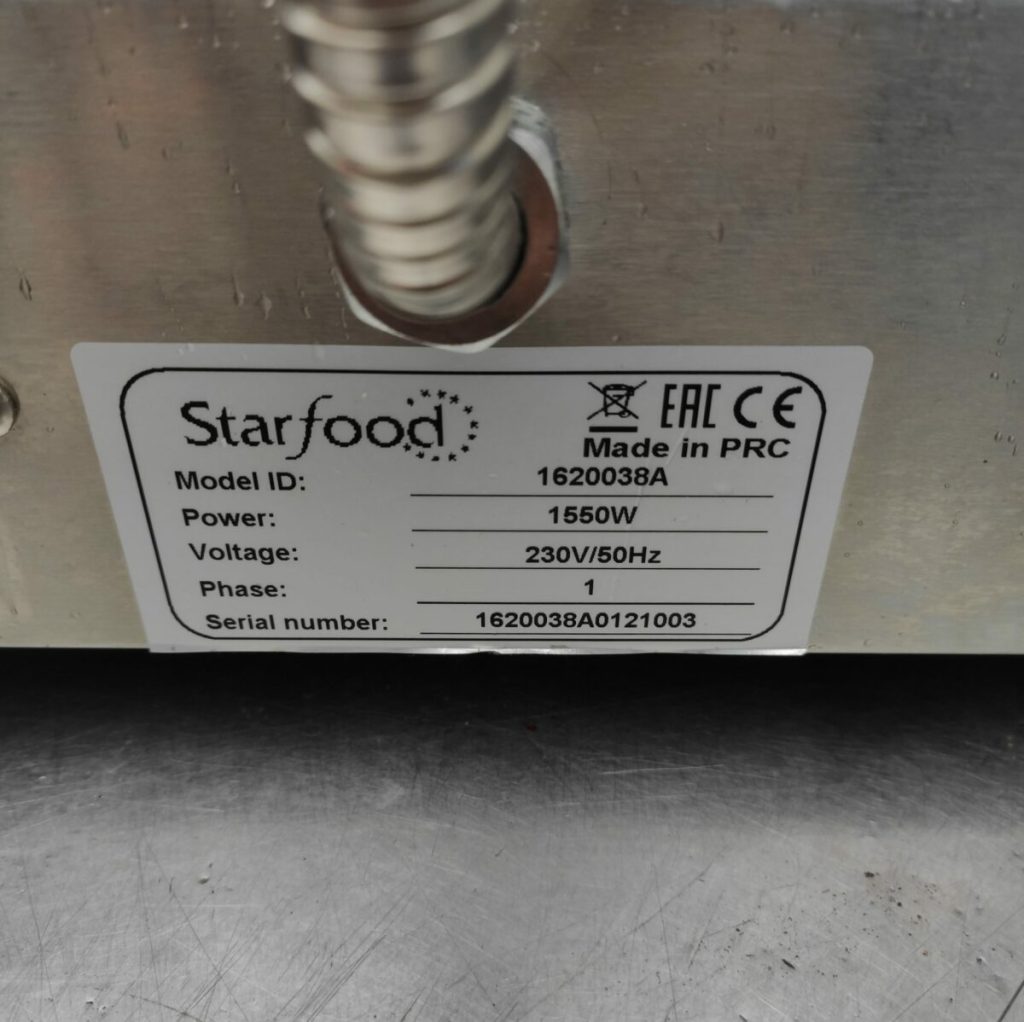 Starfood
EAC CE
Made in PRC
Model ID: 1620038A
Power: 1550W
Voltage: 230V/50Hz
Phase: 1
Serial number: 1620038A0121003